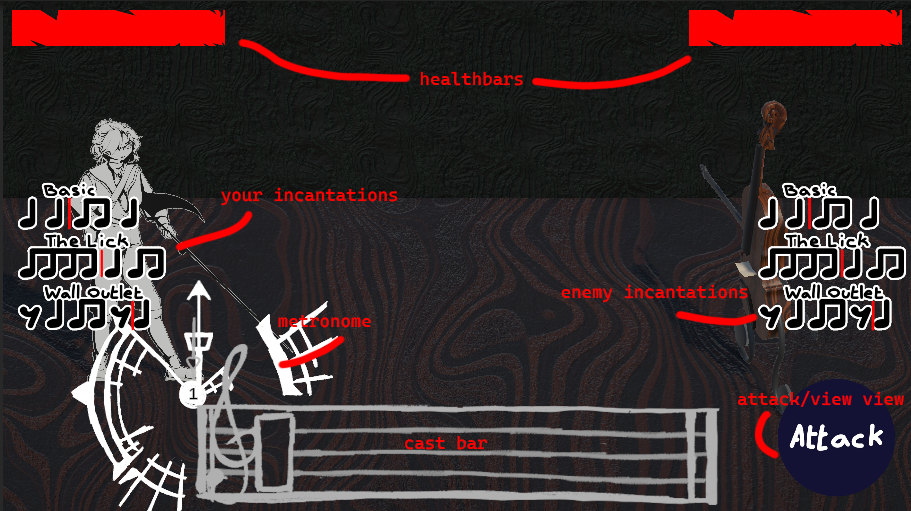 healthbars
Basic
your incantations
The Lick
Wall Outlet
Basic
The Lick
enemy incantations
Wall Outlet
metronome
1
attack/view view
Attack
cast bar